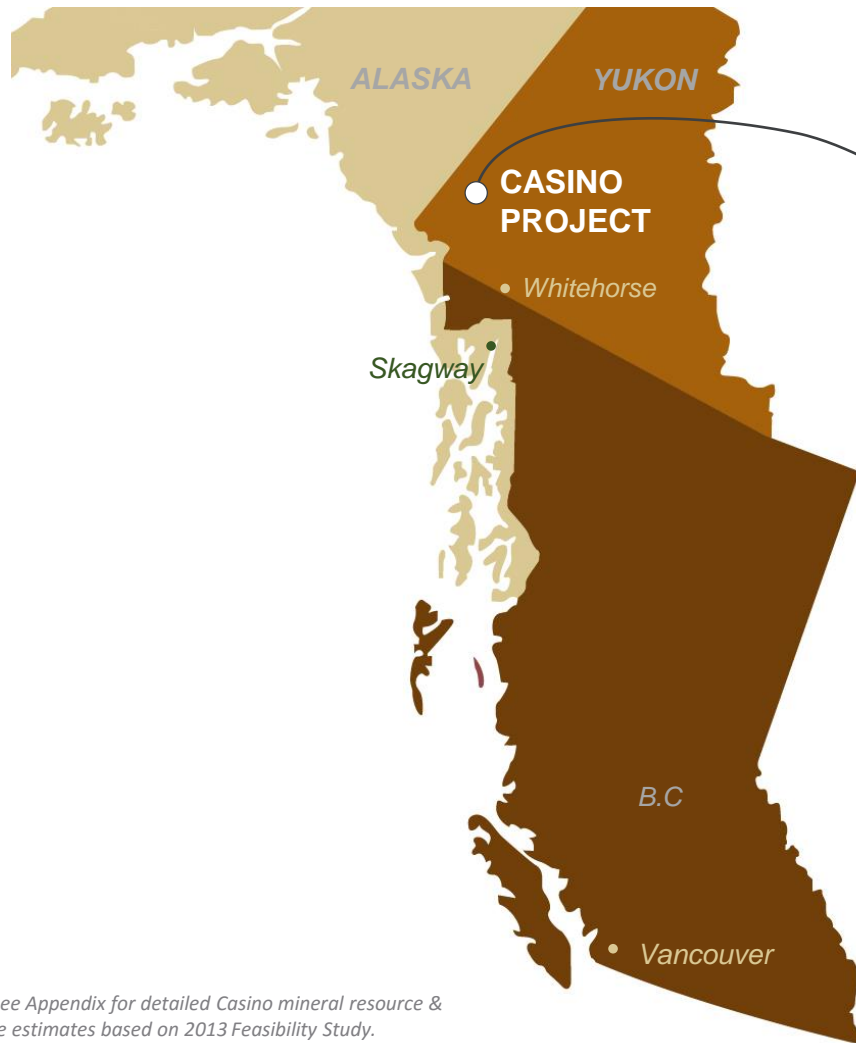 ALASKA
YUKON
CASINO
PROJECT
Whitehorse
Skagway
B.C
Vancouver
ee Appendix for detailed Casino mineral resource &
e estimates based on 2013 Feasibility Study.